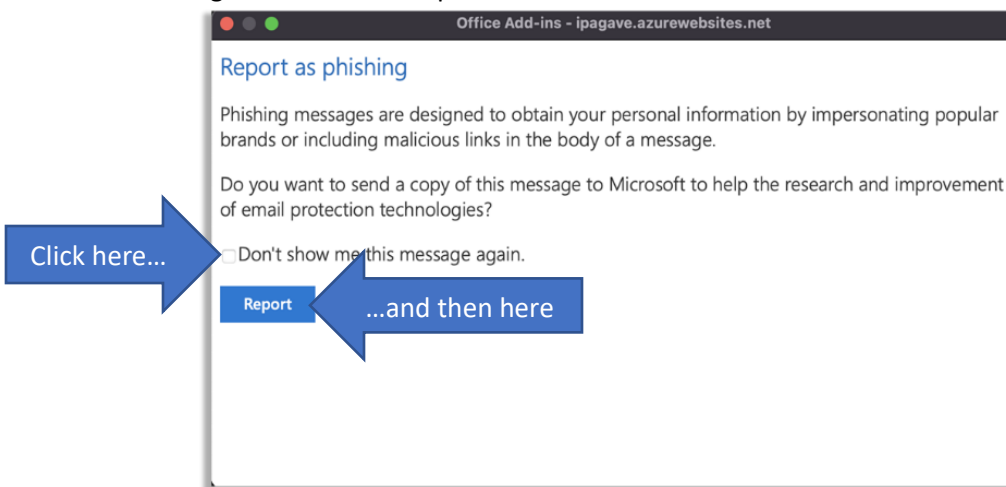 Office Add-ins - ipagave.azurewebsites.net
Report as phishing
Phishing messages are designed to obtain your personal information by impersonating popular
brands or including malicious links in the body of a message.
Do you want to send a copy of this message to Microsoft to help the research and improvement
of email protection technologies?
Click here...
Don't show me this message again.
Report
...and then here